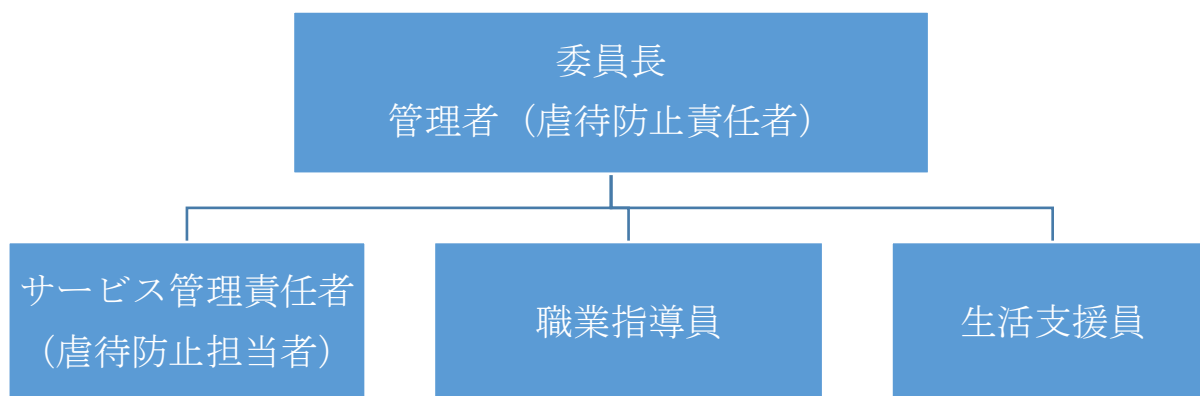 委員長
管理者（虐待防止責任者）
サービス管理責任者
（虐待防止担当者）
職業指導員
生活支援員